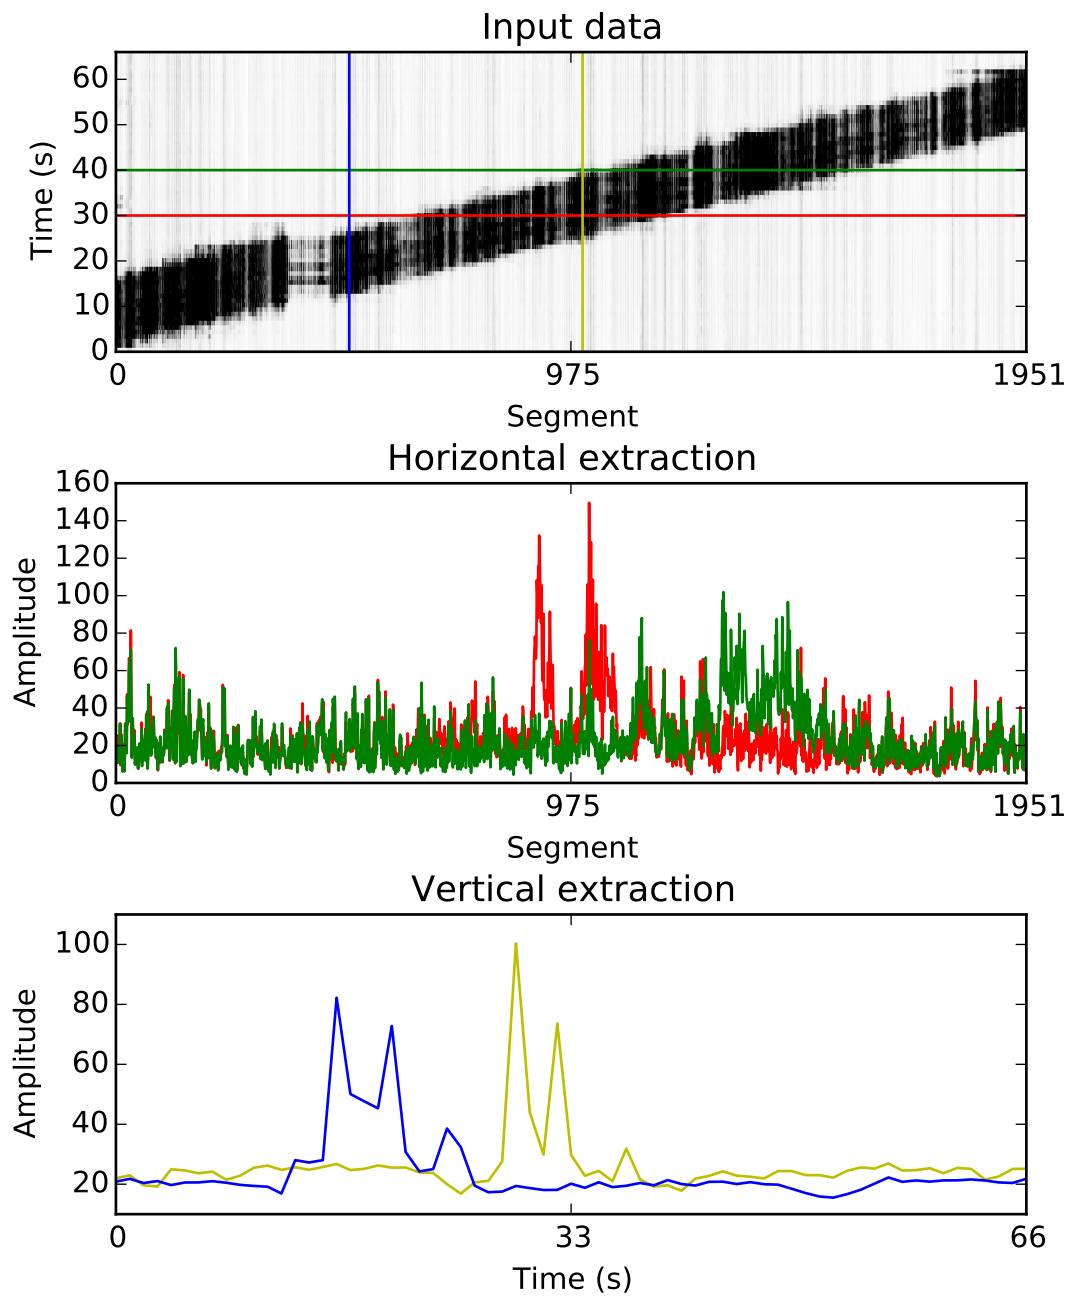 Input data
Time (s)
60
50
40
30
20
10
0
0 975 1951
Segment
Horizontal extraction
Amplitude
160
140
120
100
80
60
40
20
0
0 975 1951
Segment
Vertical extraction
Amplitude
100
80
60
40
20
0 33 66
Time (s)